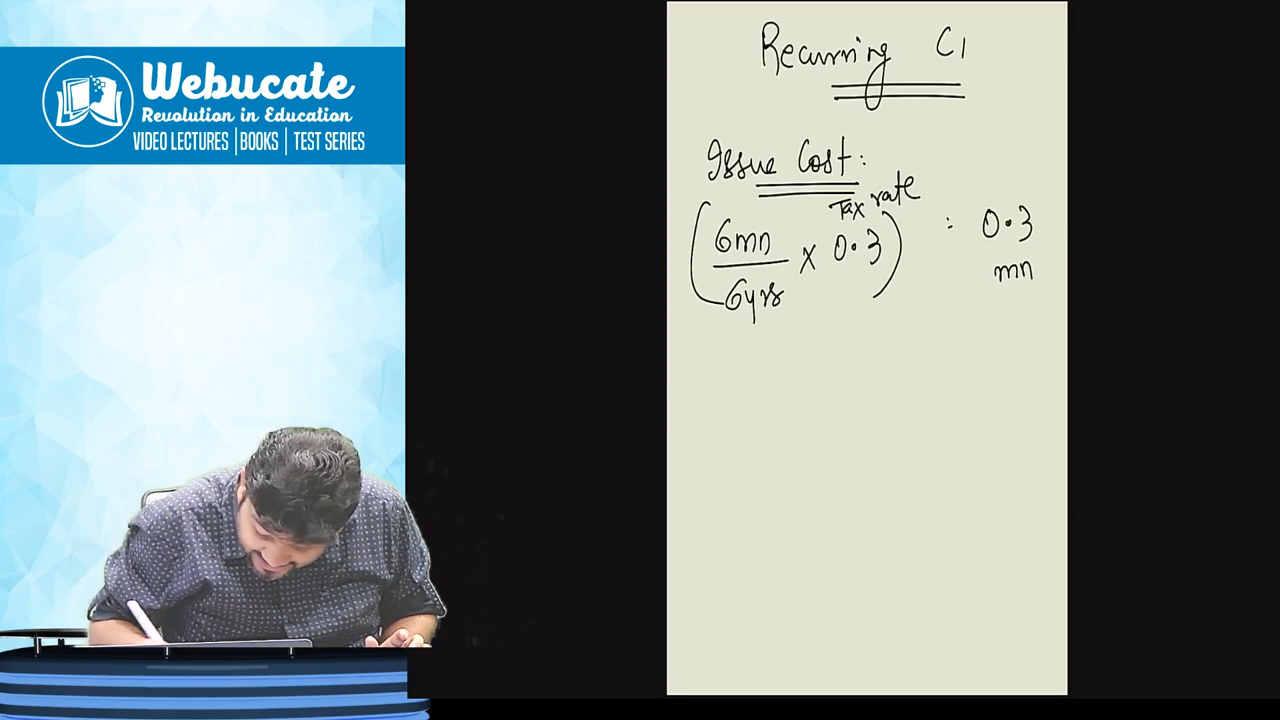 Webucate
Revolution in Education
VIDEO LECTURES | BOOKS | TEST SERIES
Recurring CI
Issue Cost:
Tax rate
(6mn / 6yrs × 0.3) : 0.3 mn